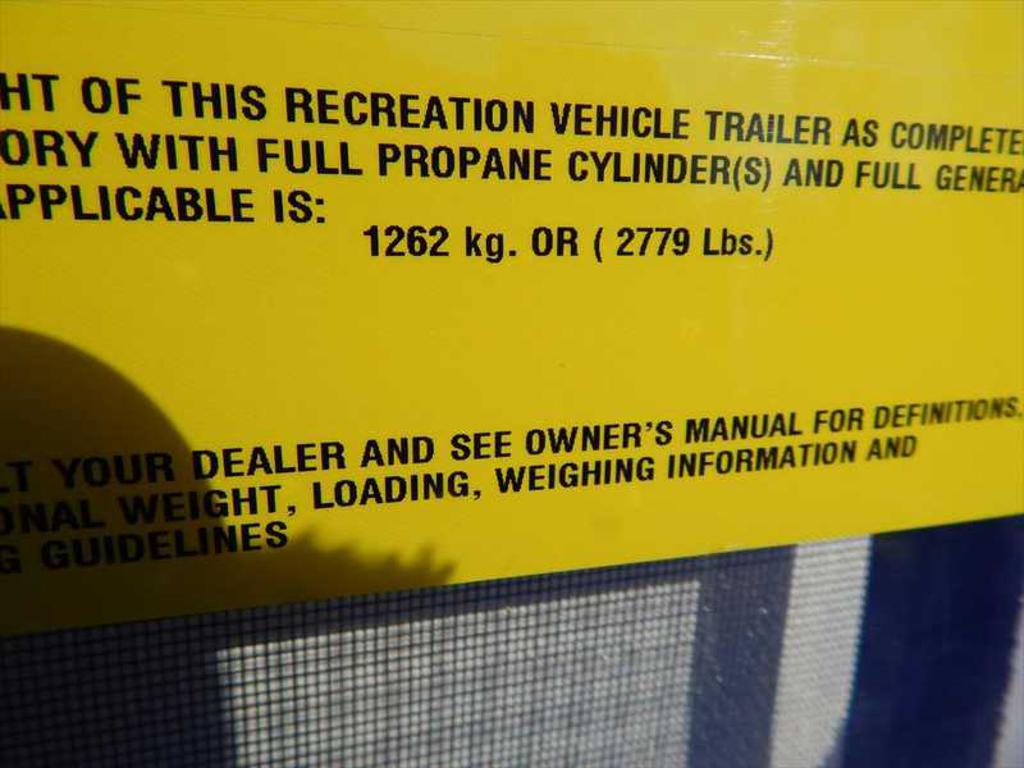 HT OF THIS RECREATION VEHICLE TRAILER AS COMPLETE
ORY WITH FULL PROPANE CYLINDER(S) AND FULL GENERA
APPLICABLE IS:
1262 kg. OR ( 2779 Lbs.)
LT YOUR DEALER AND SEE OWNER'S MANUAL FOR DEFINITIONS,
ONAL WEIGHT, LOADING, WEIGHING INFORMATION AND
G GUIDELINES